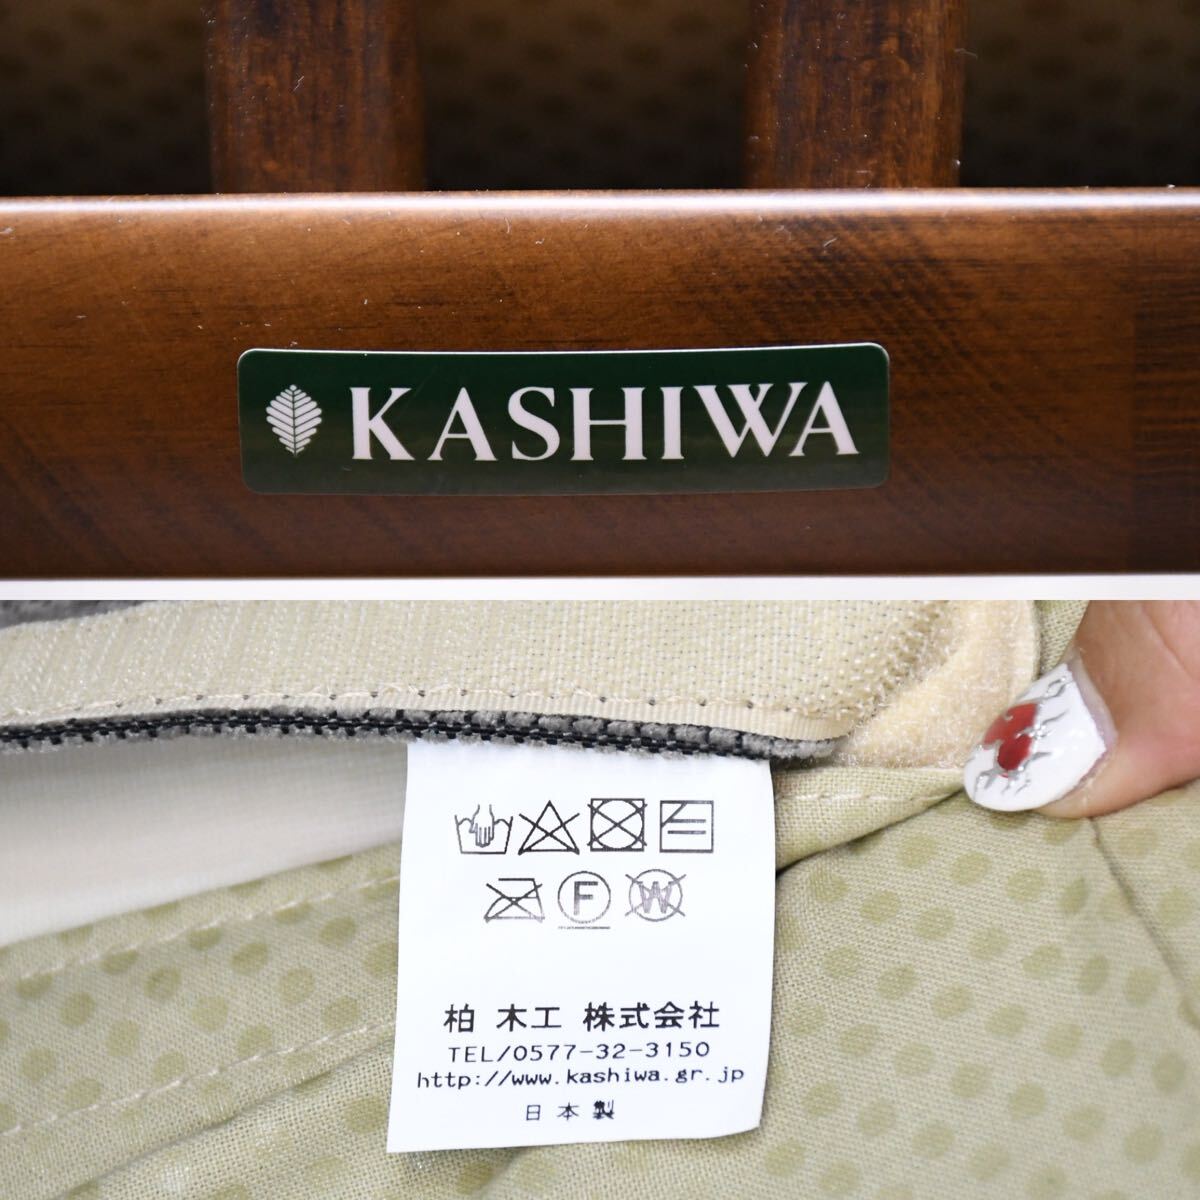 KASHIWA
F
W
柏 木工 株式会社
TEL/0577-32-3150
http://www.kashiwa.gr.jp
日本製